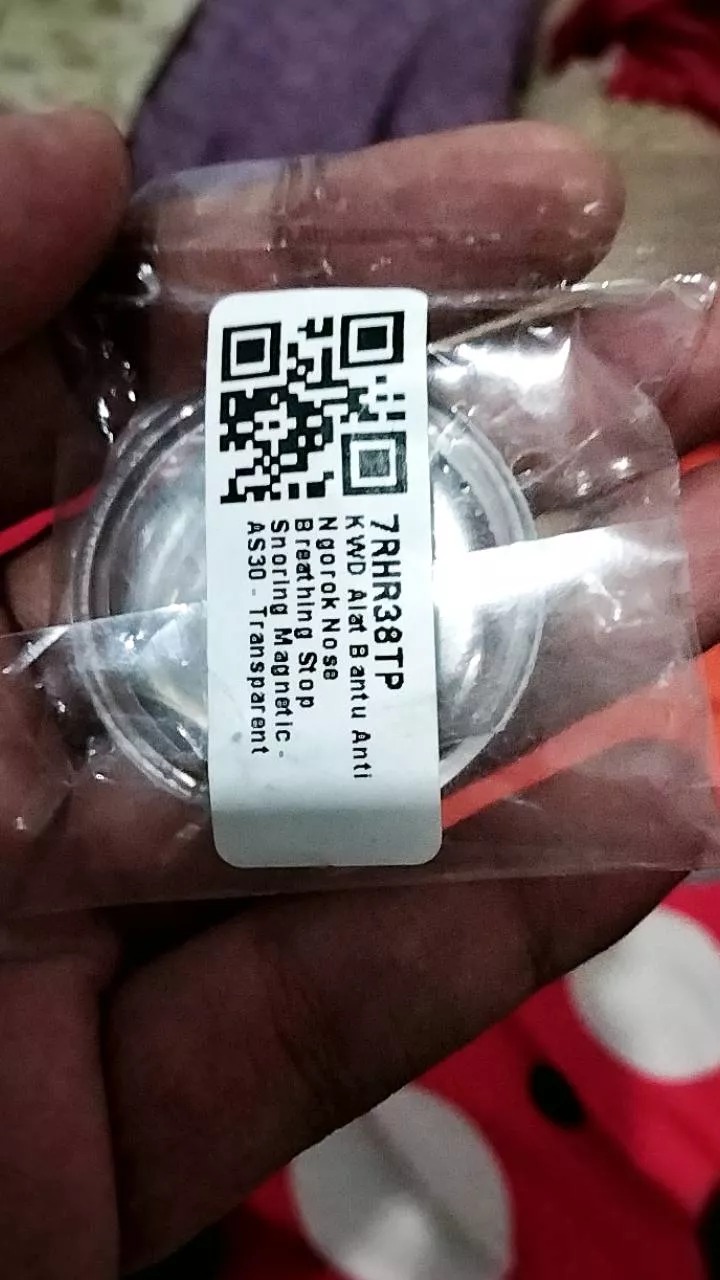 7RHR38TP
KWD Alat Bantu Anti
Ngorok Nose
Breathing Stop
Snoring Magnetic -
AS30 - Transparent